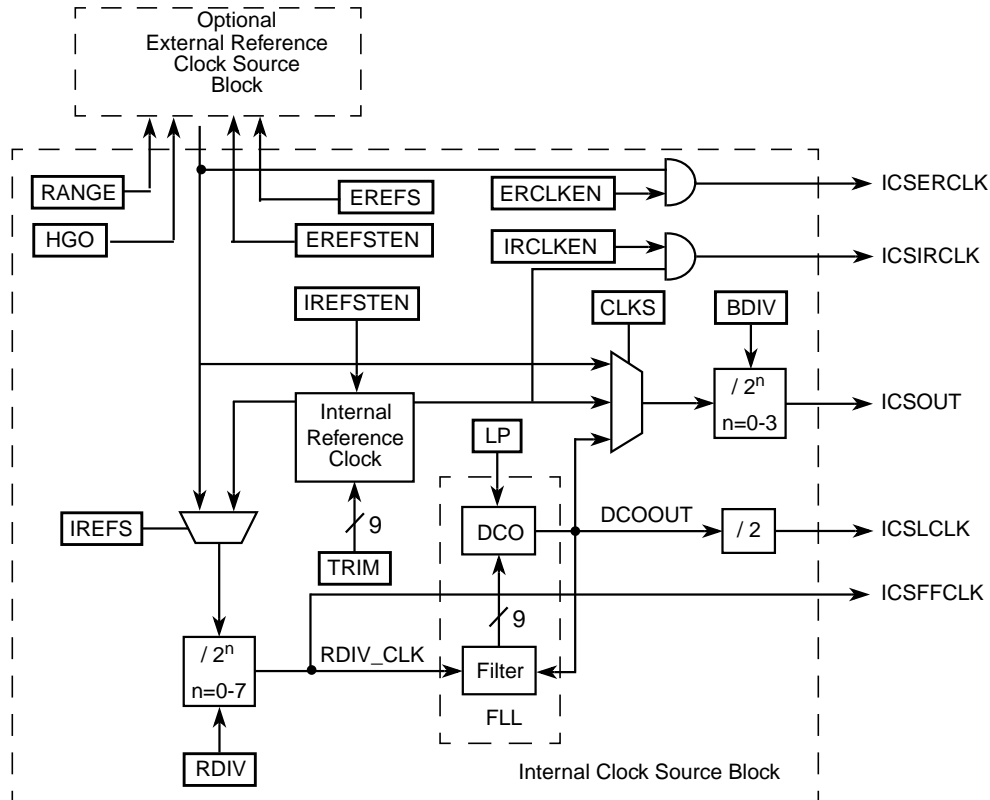 Optional
External Reference
Clock Source
Block
RANGE
HGO
EREFS
EREFSTEN
ERCLKEN
IRCLKEN
ICSERCLK
ICSIRCLK
IREFSTEN
CLKS
BDIV
Internal
Reference
Clock
/ 2n
n=0-3
ICSOUT
LP
IREFS
9
TRIM
DCO
DCOOUT
/ 2
ICSLCLK
ICSFFCLK
9
/ 2n
n=0-7
RDIV_CLK
Filter
FLL
RDIV
Internal Clock Source Block